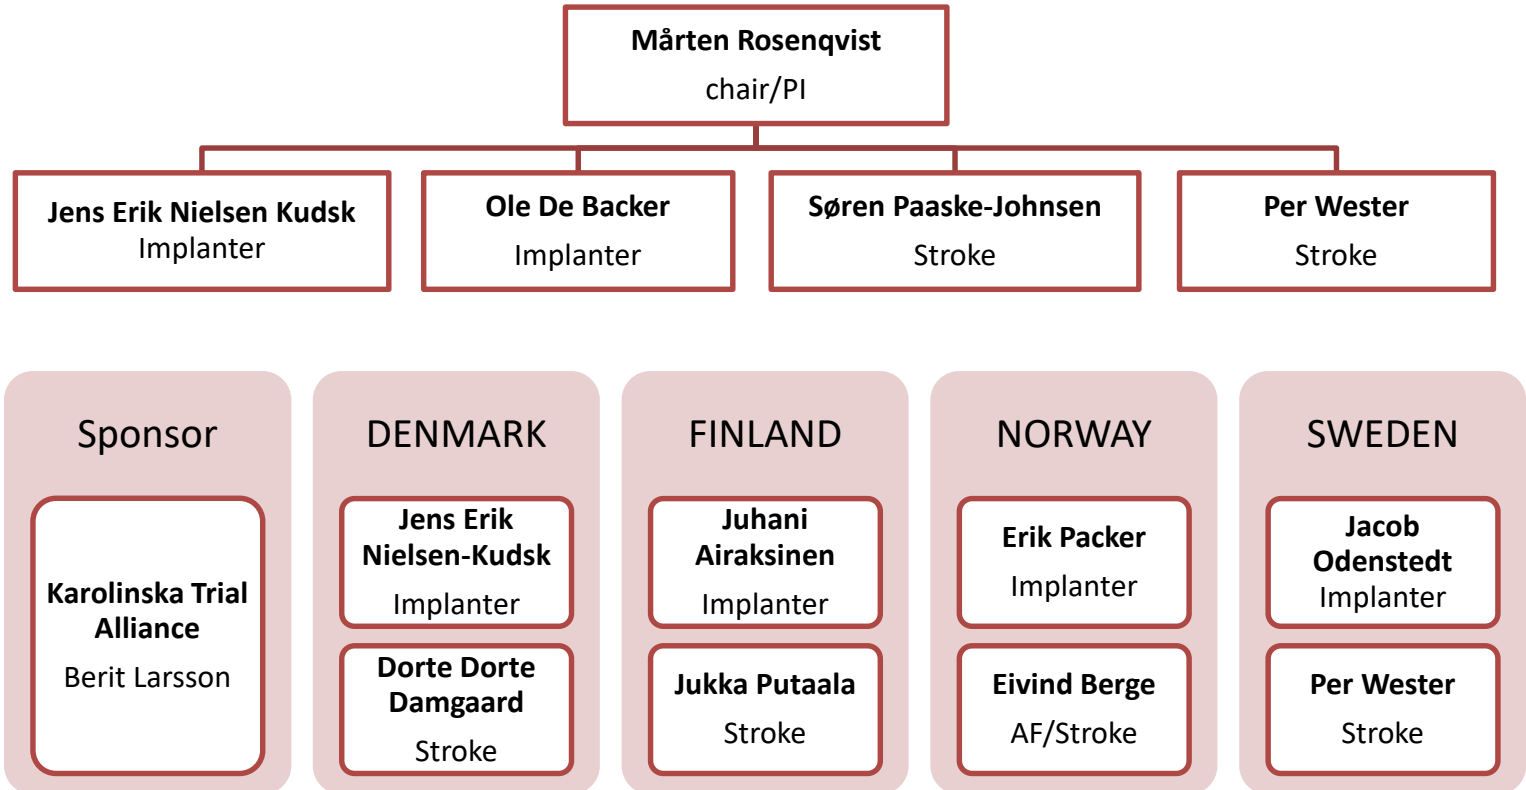 Mårten Rosenqvist
chair/PI
Jens Erik Nielsen Kudsk
Implanter
Ole De Backer
Implanter
Søren Paaske-Johnsen
Stroke
Per Wester
Stroke
Sponsor
Karolinska Trial
Alliance
Berit Larsson
DENMARK
Jens Erik
Nielsen-Kudsk
Implanter
Dorte Dorte
Damgaard
Stroke
FINLAND
Juhani
Airaksinen
Implanter
Jukka Putaala
Stroke
NORWAY
Erik Packer
Implanter
Eivind Berge
AF/Stroke
SWEDEN
Jacob
Odenstedt
Implanter
Per Wester
Stroke